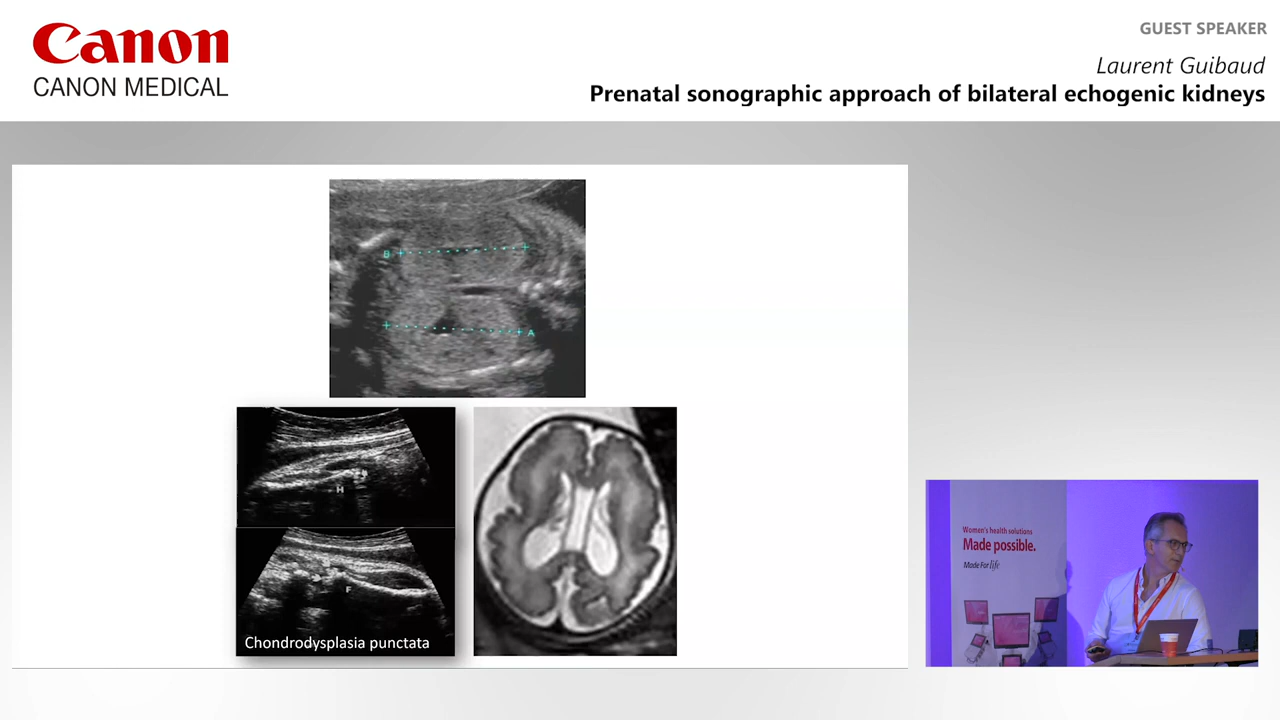 Canon
CANON MEDICAL
GUEST SPEAKER
Laurent Guibaud
Prenatal sonographic approach of bilateral echogenic kidneys
B
A
H
F
Chondrodysplasia punctata
Women's health solutions
Made possible.
Made For life